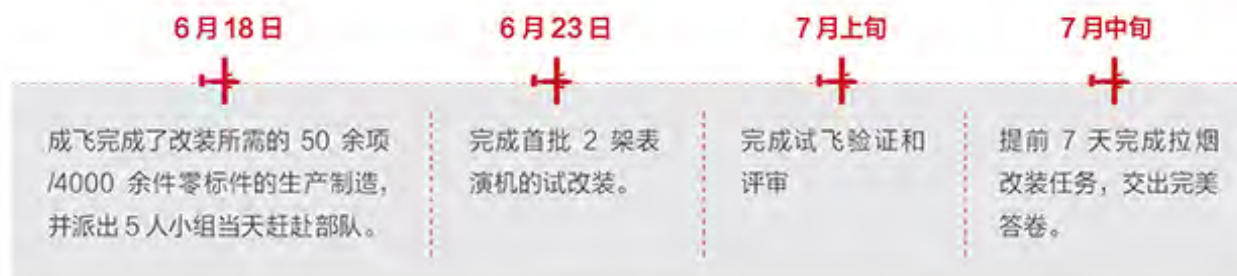 6月18日
成飞完成了改装所需的 50 余项
/4000 余件零标件的生产制造，
并派出5人小组当天赶赴部队。
6月23日
完成首批 2 架表
演机的试改装。
7月上旬
完成试飞验证和
评审
7月中旬
提前 7 天完成拉烟
改装任务，交出完美
答卷。